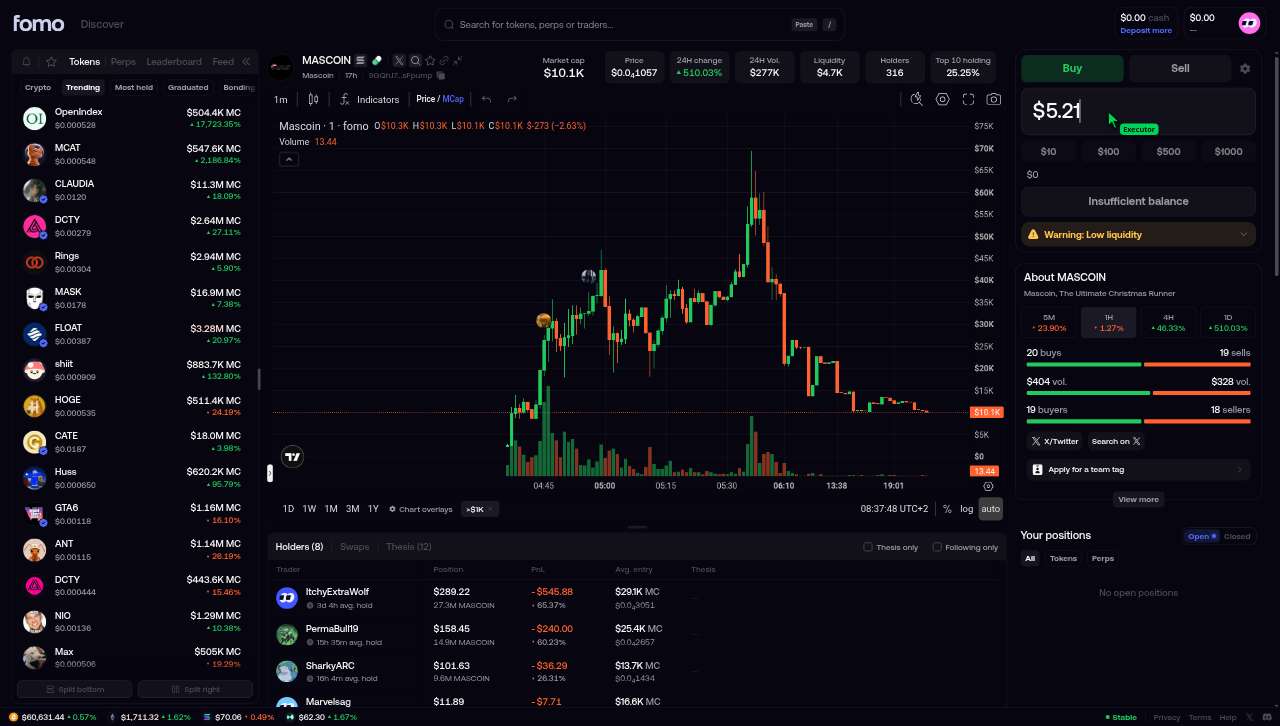 fomo
Discover
Search for tokens, perps or traders...
Paste /
$0.00 cash
Deposit more
$0.00
Tokens Perps Leaderboard Feed
Crypto Trending Most held Graduated Bonding
OpenIndex $504.4K MC
$0.000528 17,723.35%
MCAT $547.6K MC
$0.000548 2,186.84%
CLAUDIA $11.3M MC
$0.0120 18.09%
DCTY $2.64M MC
$0.00279 27.11%
Rings $2.94M MC
$0.00304 5.90%
MASK $16.9M MC
$0.0178 7.38%
FLOAT $3.28M MC
$0.00387 20.97%
shiit $883.7K MC
$0.000909 132.80%
HOGE $511.4K MC
$0.000535 24.19%
CATE $18.0M MC
$0.0187 3.98%
Huss $620.2K MC
$0.000650 95.79%
GTA6 $1.16M MC
$0.00118 16.10%
ANT $1.14M MC
$0.00115 26.19%
DCTY $443.6K MC
$0.000444 15.46%
NIO $1.29M MC
$0.00136 10.38%
Max $505K MC
$0.000506 19.29%
Split bottom Split right
MASCOIN
Mascoin 17h
Market cap
$10.1K
Price
$0.0₄1057
24H change
510.03%
24H Vol.
$277K
Liquidity
$4.7K
Holders
316
Top 10 holding
25.25%
1m Indicators Price / MCap
Mascoin · 1 · fomo O$10.3K H$10.3K L$10.1K C$10.1K $-273 (−2.63%)
Volume 13.44
$75K
$70K
$65K
$60K
$55K
$50K
$45K
$40K
$35K
$30K
$25K
$20K
$15K
$10.1K
$5K
$0
13.44
04:45 05:00 05:15 05:30 06:10 13:38 19:01
1D 1W 1M 3M 1Y Chart overlays >$1K 08:37:48 UTC+2 % log auto
Holders (8) Swaps Thesis (12) Thesis only Following only
Trader Position PnL Avg. entry Thesis
ItchyExtraWolf $289.22 -$545.88 $29.1K MC
3d 4h avg. hold 27.3M MASCOIN 65.37% $0.0₄3051
PermaBull19 $158.45 -$240.00 $25.4K MC
15h 35m avg. hold 14.9M MASCOIN 60.23% $0.0₄2657
SharkyARC $101.63 -$36.29 $13.7K MC
16h 4m avg. hold 9.6M MASCOIN 26.31% $0.0₄1434
Marvelsag $11.89 -$7.71 $16.6K MC
Buy Sell
$5.21
Executor
$10 $100 $500 $1000
$0
Insufficient balance
Warning: Low liquidity
About MASCOIN
Mascoin, The Ultimate Christmas Runner
5M 1H 4H 1D
23.90% 1.27% 46.33% 510.03%
20 buys 19 sells
$404 vol. $328 vol.
19 buyers 18 sellers
X/Twitter Search on X
Apply for a team tag
View more
Your positions Open Closed
All Tokens Perps
No open positions
$60,631.44 0.57% $1,711.32 1.62% $70.06 0.49% $62.30 1.67%
Stable Privacy Terms Help